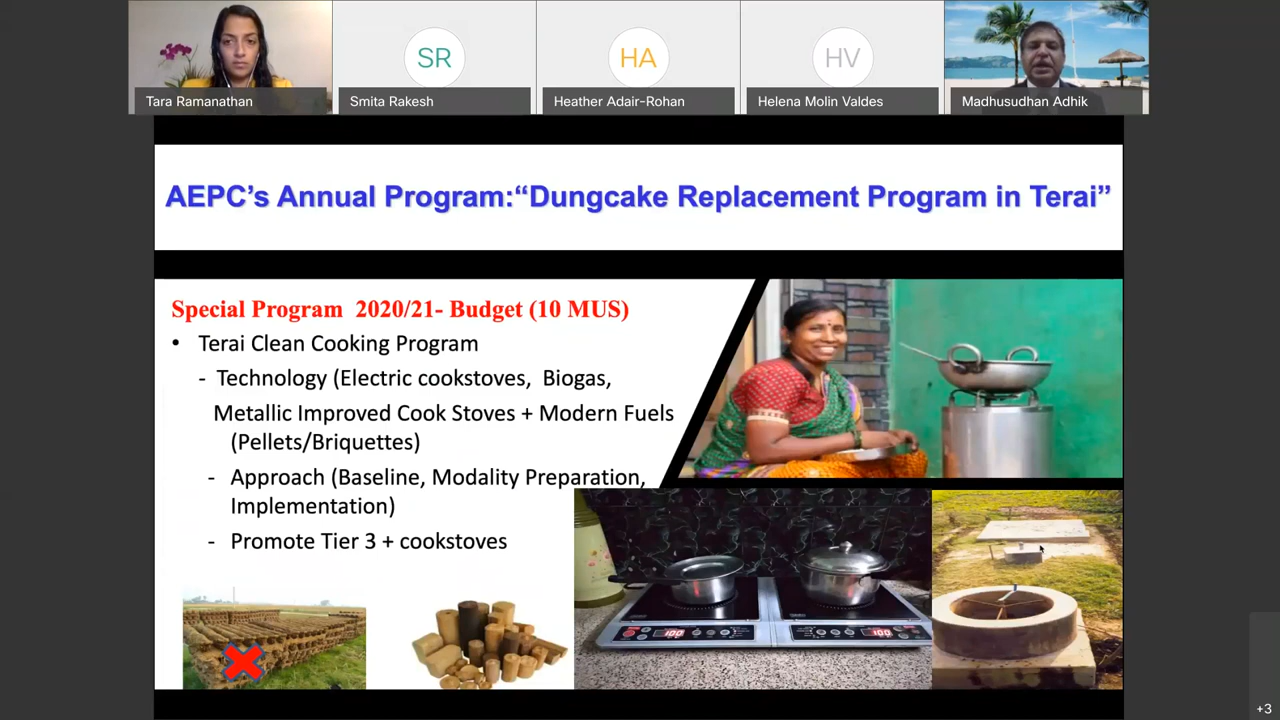 Tara Ramanathan
SR
Smita Rakesh
HA
Heather Adair-Rohan
HV
Helena Molin Valdes
Madhusudhan Adhik
AEPC’s Annual Program:“Dungcake Replacement Program in Terai”
Special Program 2020/21- Budget (10 MUS)
• Terai Clean Cooking Program
- Technology (Electric cookstoves, Biogas,
Metallic Improved Cook Stoves + Modern Fuels
(Pellets/Briquettes)
- Approach (Baseline, Modality Preparation,
Implementation)
- Promote Tier 3 + cookstoves
100
100
+3